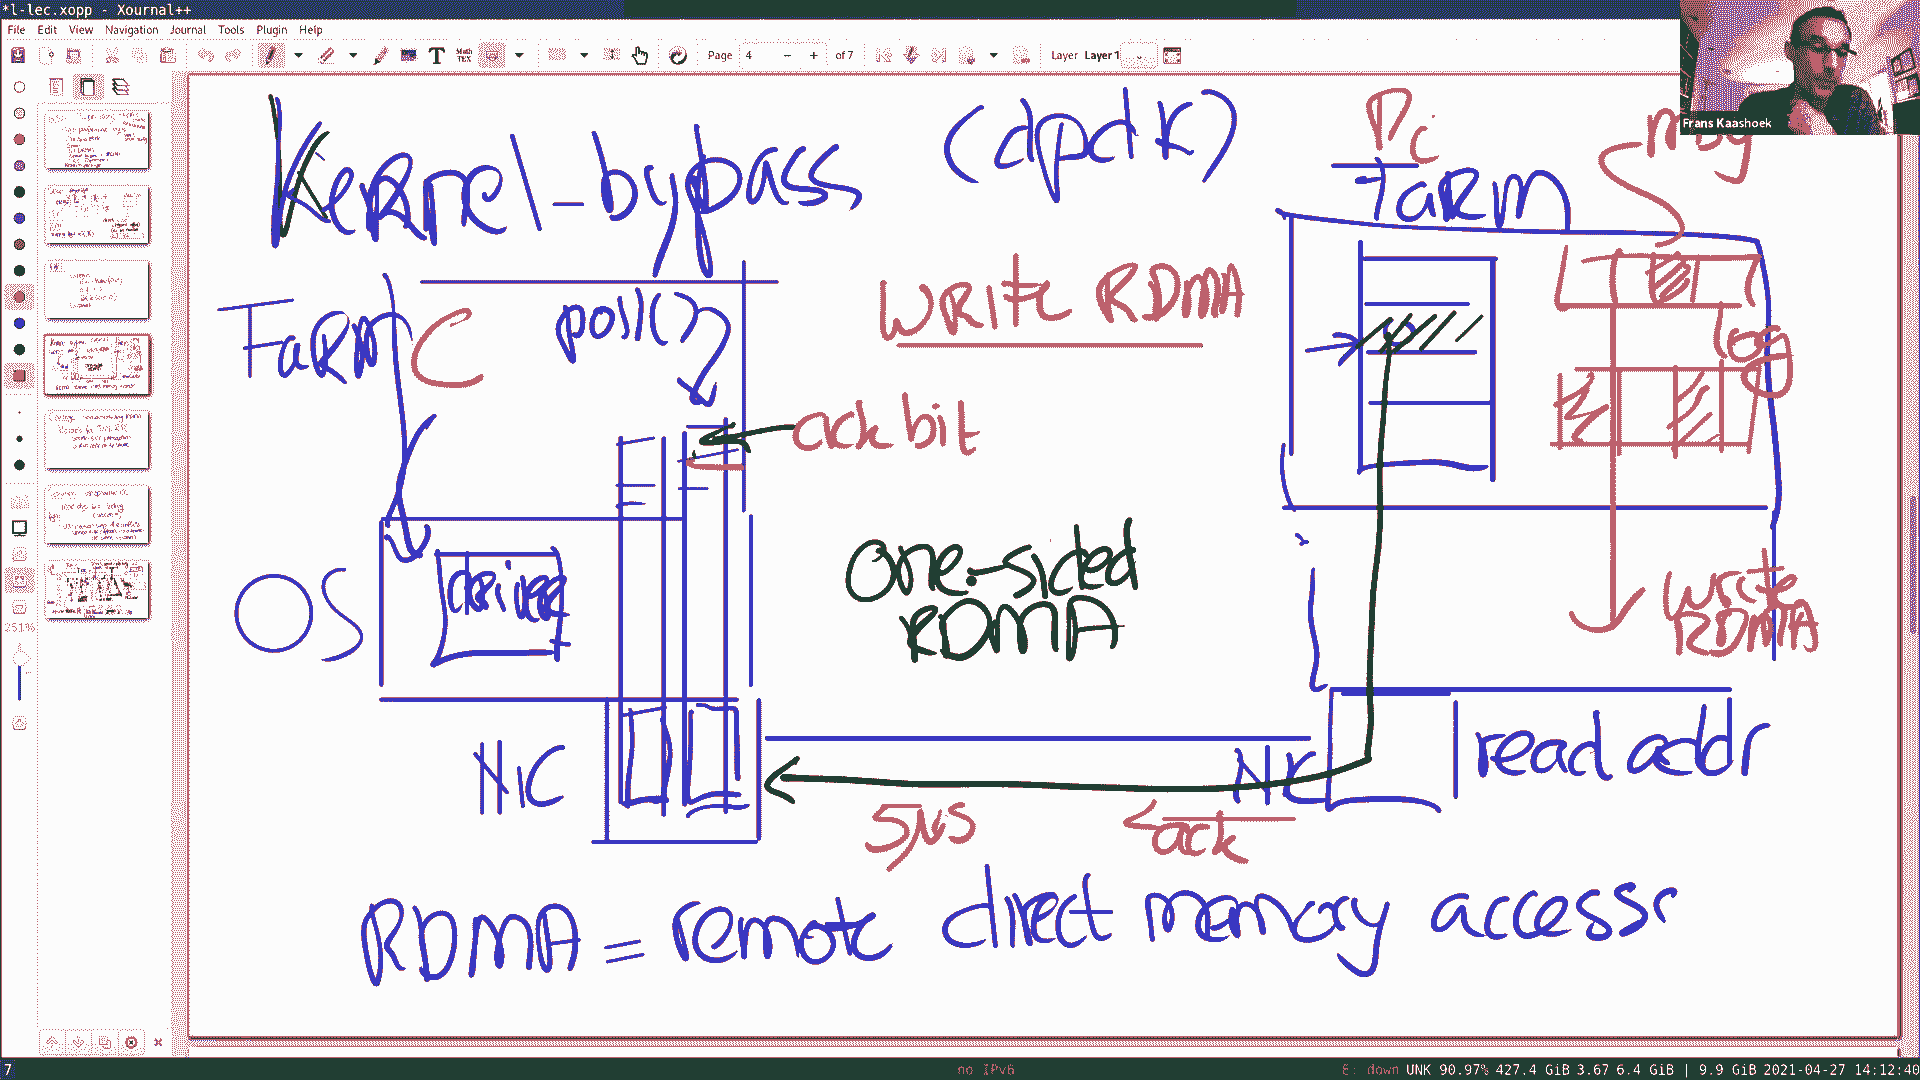 *l-lec.xopp - Xournal++
File Edit View Navigation Journal Tools Plugin Help
Page 4 - + of 7 Layer Layer 1
Frans Kaashoek
Kernel-bypass (dpdk)
FaRM C poll()
WRite RDMA
ack bit
Pc
FaRM
msg
log
OS
one-sided
RDMA
write
RDMA
NIC
NIC
read addr
5µs
ack
RDMA = remote direct memory access
251%
7 no IPv6 E: down UNK 90.97% 427.4 GiB 3.67 6.4 GiB | 9.9 GiB 2021-04-27 14:12:40